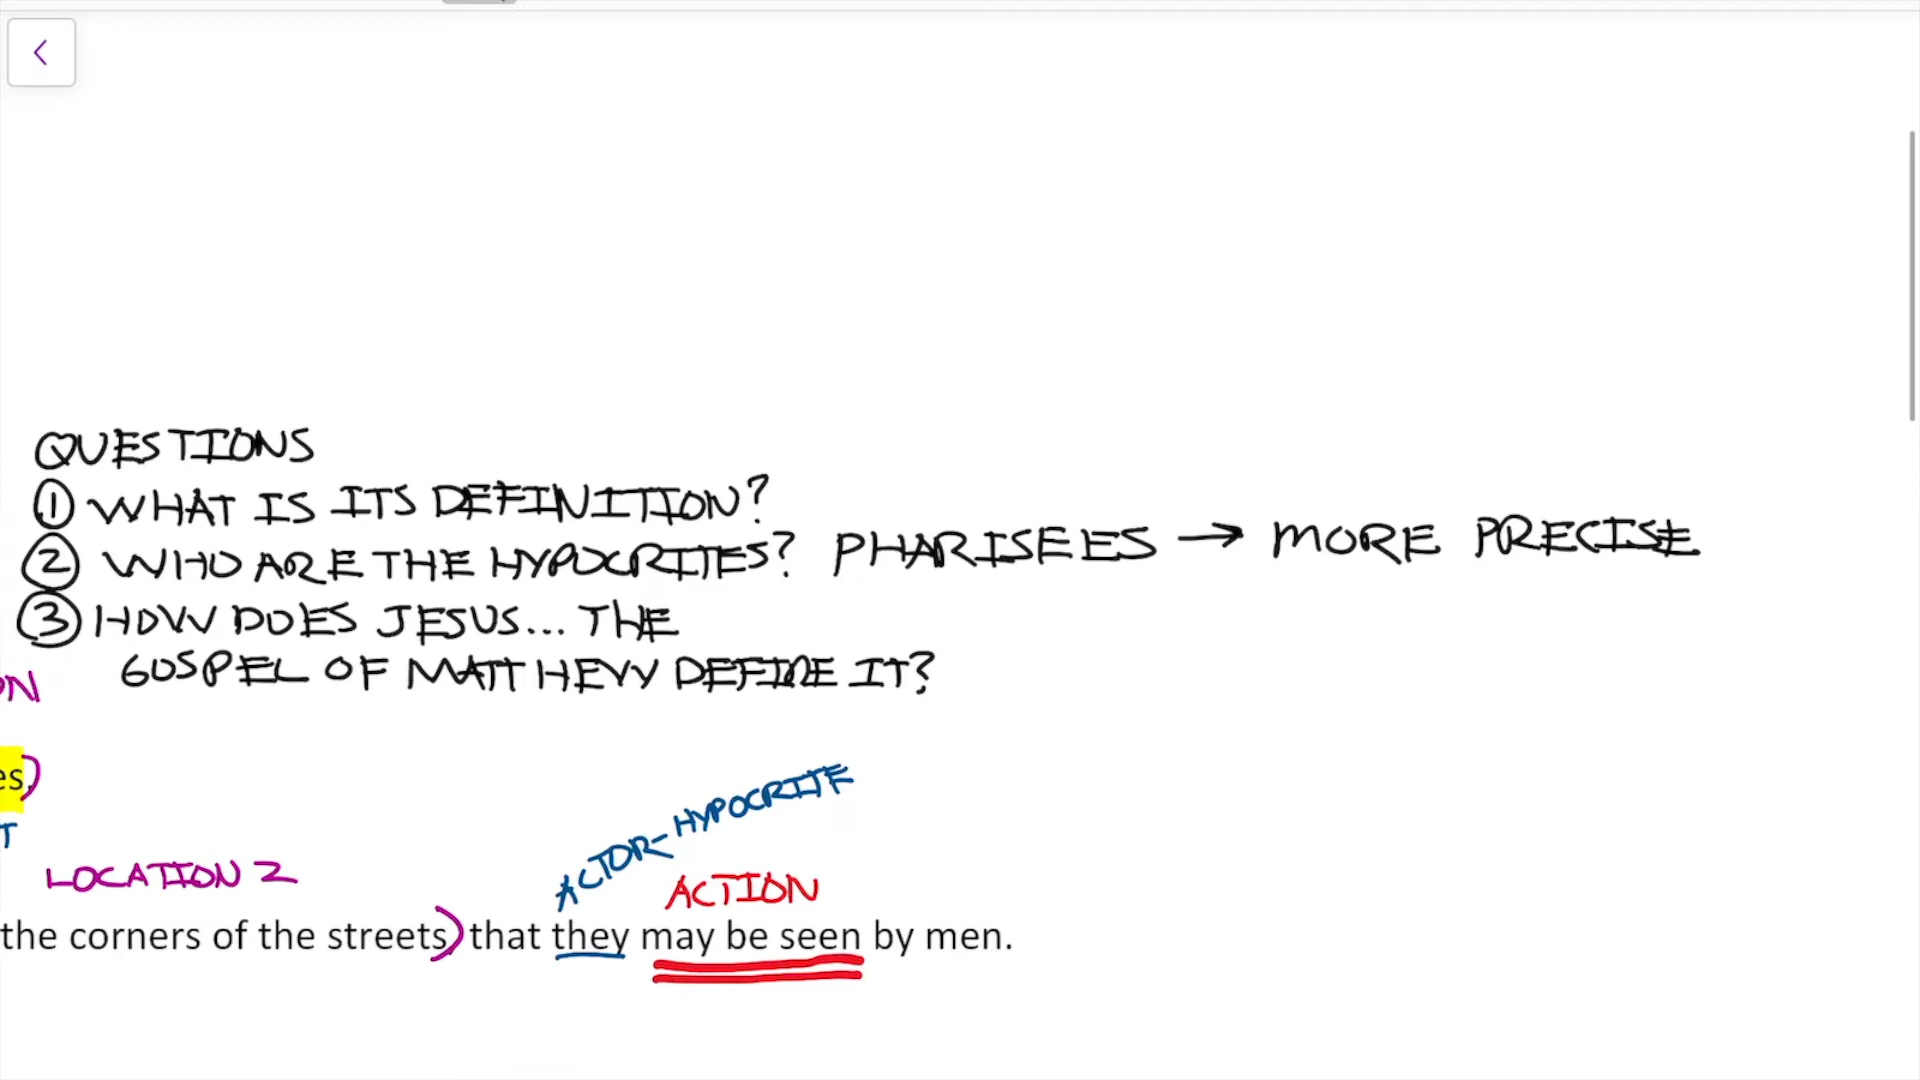 QUESTIONS
① WHAT IS ITS DEFINITION?
② WHO ARE THE HYPOCRITES? PHARISEES → MORE PRECISE
③ HOW DOES JESUS... THE
GOSPEL OF MATTHEW DEFINE IT?
ON
es,)
T
ACTOR-HYPOCRITE
LOCATION 2
ACTION
the corners of the streets) that they may be seen by men.